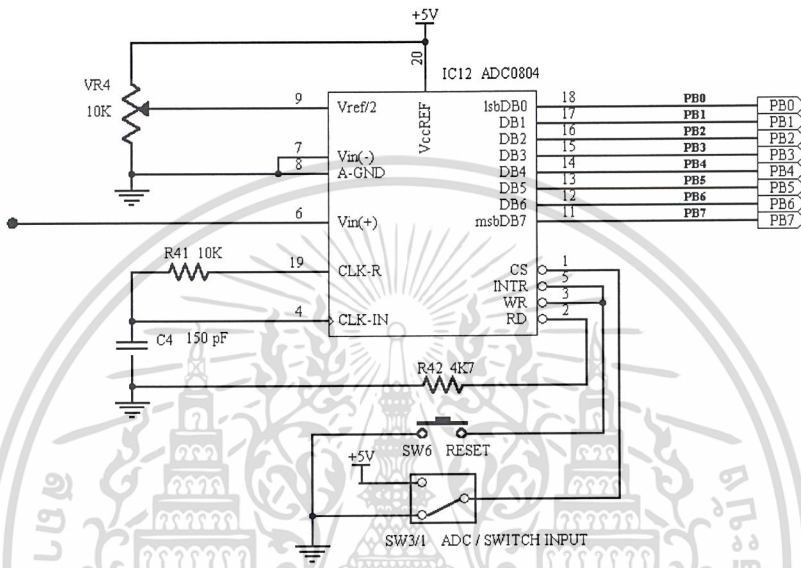 +5V
20
IC12 ADC0804
VR4
10K
9
Vref/2
VccREF
lsbDB0
18
PB0
PB0
DB1
17
PB1
PB1
DB2
16
PB2
PB2
7
Vin(-)
DB3
15
PB3
PB3
8
A-GND
DB4
14
PB4
PB4
DB5
13
PB5
PB5
DB6
12
PB6
PB6
6
Vin(+)
msbDB7
11
PB7
PB7
R41 10K
19
CLK-R
CS
1
INTR
5
WR
3
4
CLK-IN
RD
2
C4 150 pF
R42 4K7
SW6 RESET
+5V
SW3/1 ADC / SWITCH INPUT